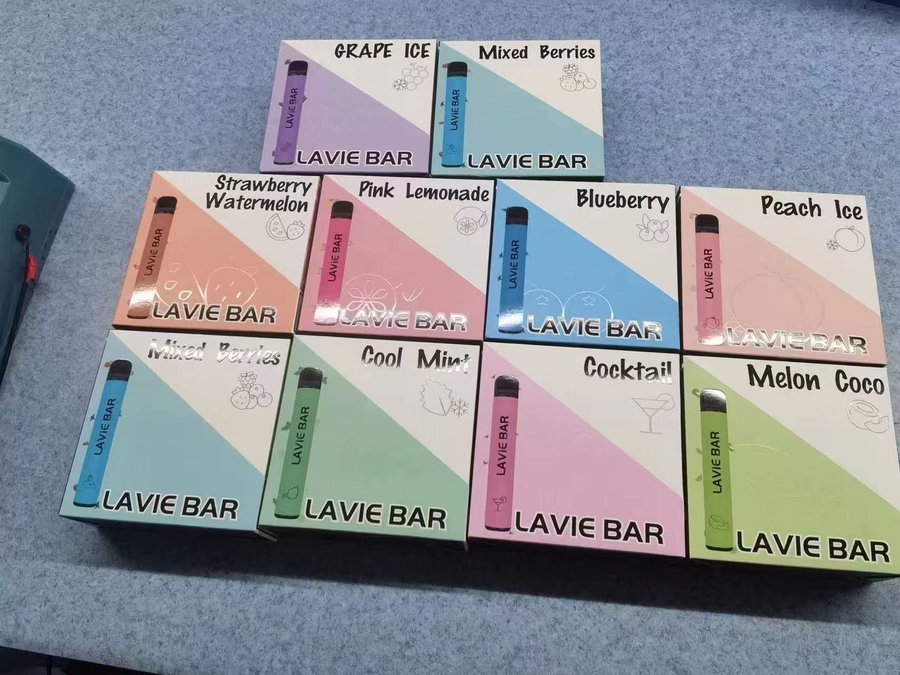 GRAPE ICE
LAVIE BAR
LAVIE BAR
Mixed Berries
LAVIE BAR
LAVIE BAR
Strawberry
Watermelon
LAVIE BAR
LAVIE BAR
Pink Lemonade
LAVIE BAR
LAVIE BAR
Blueberry
LAVIE BAR
LAVIE BAR
Peach Ice
LAVIE BAR
LAVIE BAR
Mixed Berries
LAVIE BAR
LAVIE BAR
Cool Mint
LAVIE BAR
LAVIE BAR
Cocktail
LAVIE BAR
LAVIE BAR
Melon Coco
LAVIE BAR
LAVIE BAR